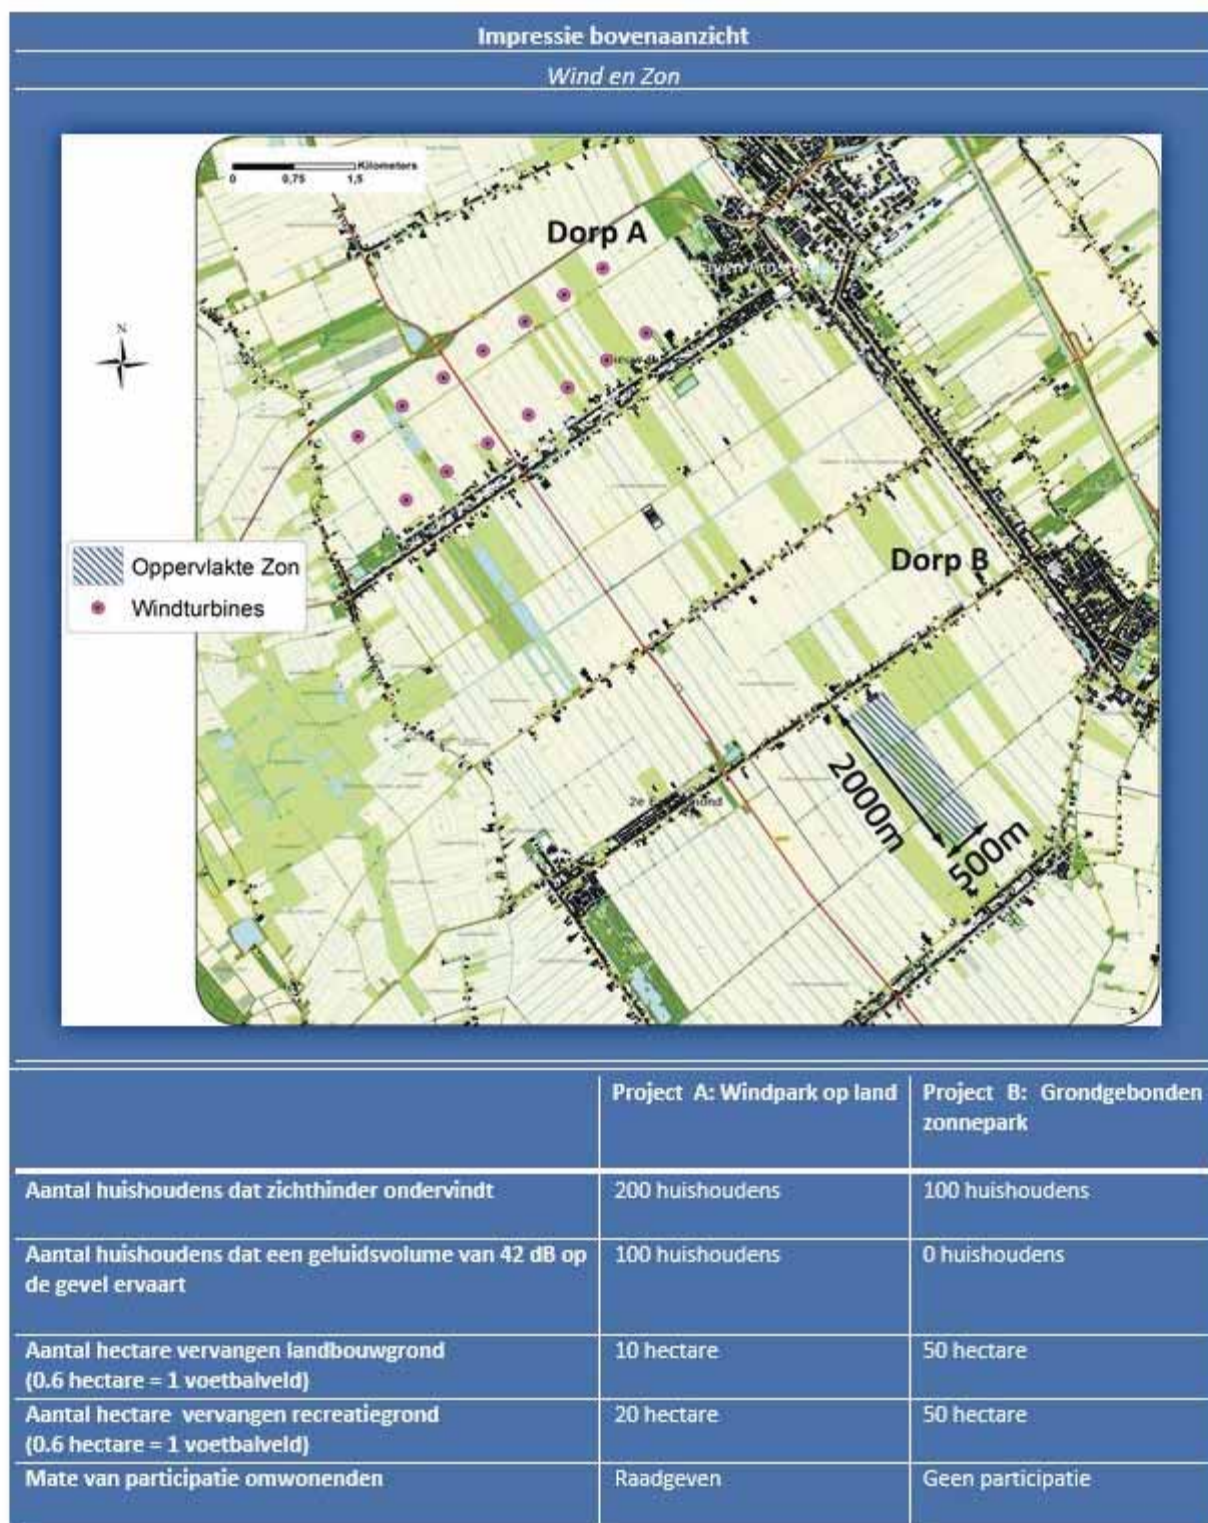 Impressie bovenaanzicht
Wind en Zon
Kilometers
0 0,75 1,5
Dorp A
N
Oppervlakte Zon
Windturbines
Dorp B
2000m
500m
Project A: Windpark op land
Project B: Grondgebonden
zonnepark
Aantal huishoudens dat zichthinder ondervindt
200 huishoudens
100 huishoudens
Aantal huishoudens dat een geluidsvolume van 42 dB op
de gevel ervaart
100 huishoudens
0 huishoudens
Aantal hectare vervangen landbouwgrond
(0.6 hectare = 1 voetbalveld)
10 hectare
50 hectare
Aantal hectare vervangen recreatiegrond
(0.6 hectare = 1 voetbalveld)
20 hectare
50 hectare
Mate van participatie omwonenden
Raadgeven
Geen participatie